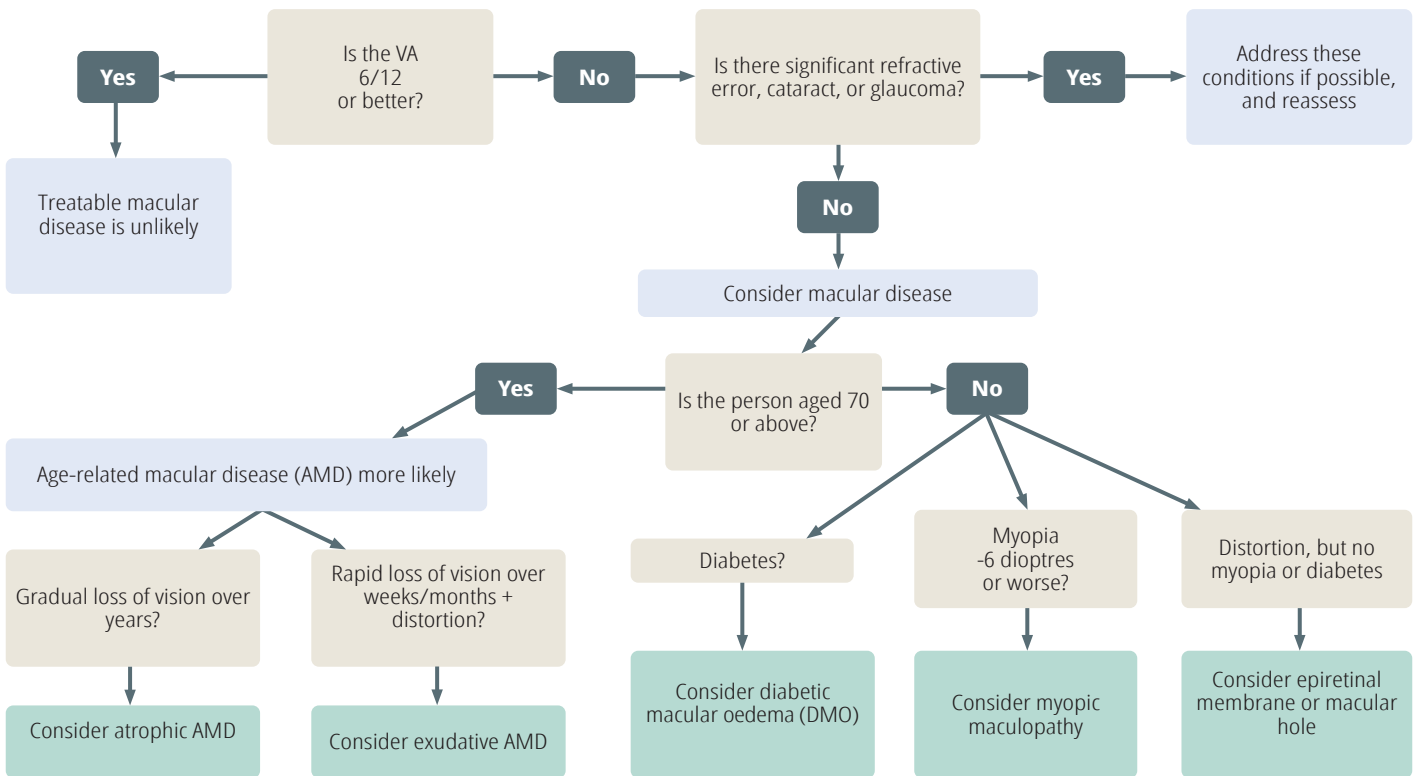 Yes
Is the VA
6/12
or better?
No
Is there significant refractive
error, cataract, or glaucoma?
Yes
Address these
conditions if possible,
and reassess
Treatable macular
disease is unlikely
No
Consider macular disease
Yes
Is the person aged 70
or above?
No
Age-related macular disease (AMD) more likely
Gradual loss of vision over
years?
Rapid loss of vision over
weeks/months +
distortion?
Diabetes?
Myopia
-6 dioptres
or worse?
Distortion, but no
myopia or diabetes
Consider atrophic AMD
Consider exudative AMD
Consider diabetic
macular oedema (DMO)
Consider myopic
maculopathy
Consider epiretinal
membrane or macular
hole